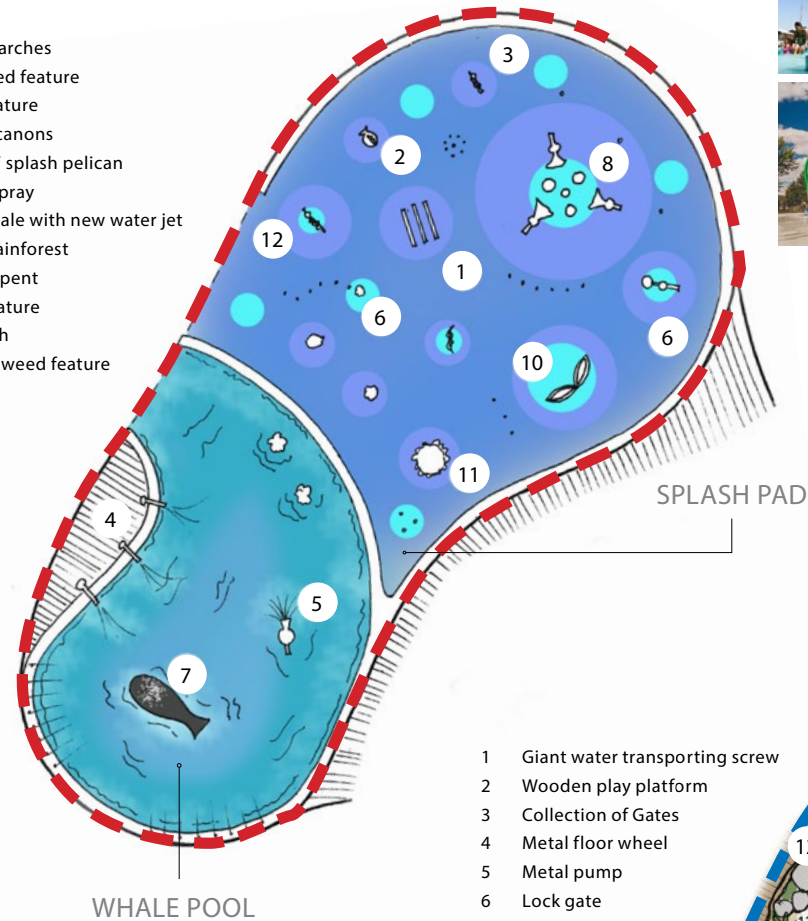 arches
ed feature
ature
canons
splash pelican
pray
ale with new water jet
ainforest
pent
ature
h
weed feature
3
2
8
12
1
6
6
10
11
SPLASH PAD
4
5
7
WHALE POOL
1 Giant water transporting screw
2 Wooden play platform
3 Collection of Gates
4 Metal floor wheel
5 Metal pump
6 Lock gate